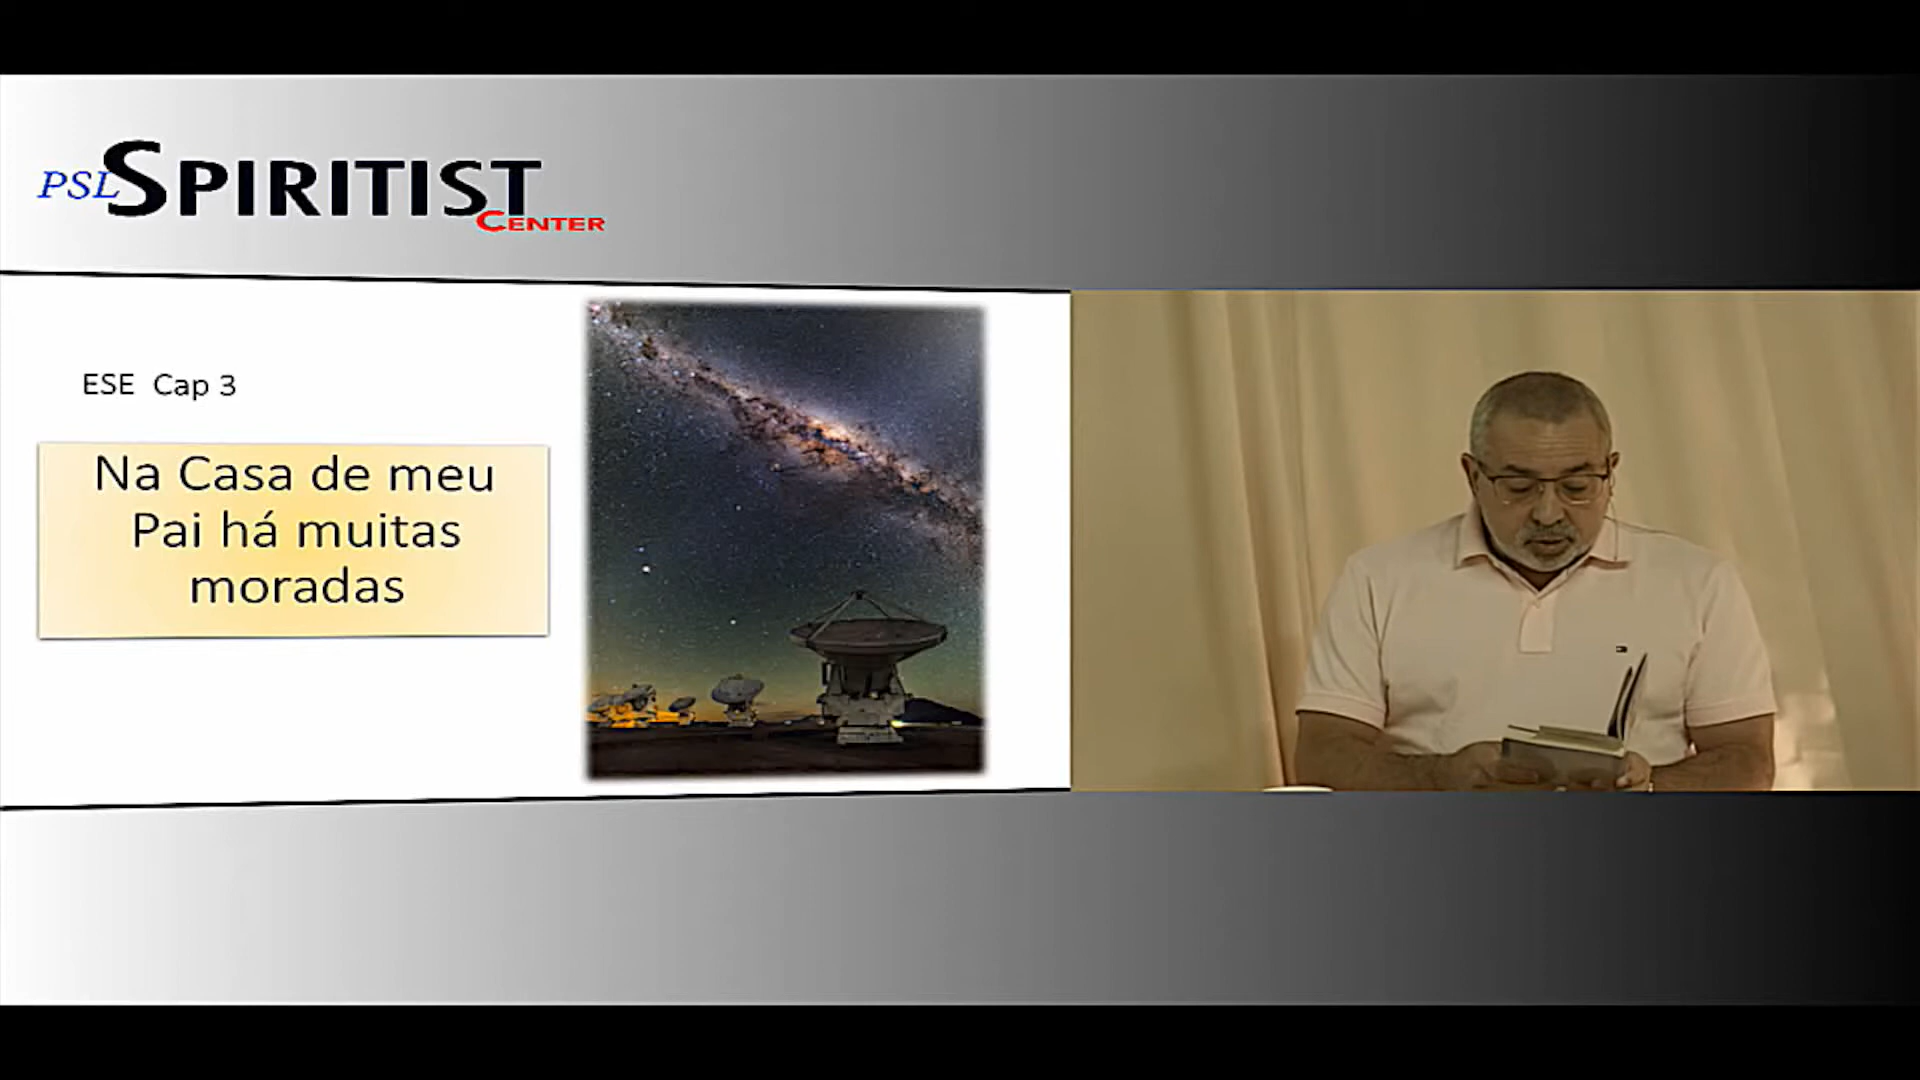 PSL SPIRITIST
CENTER
ESE Cap 3
Na Casa de meu
Pai há muitas
moradas